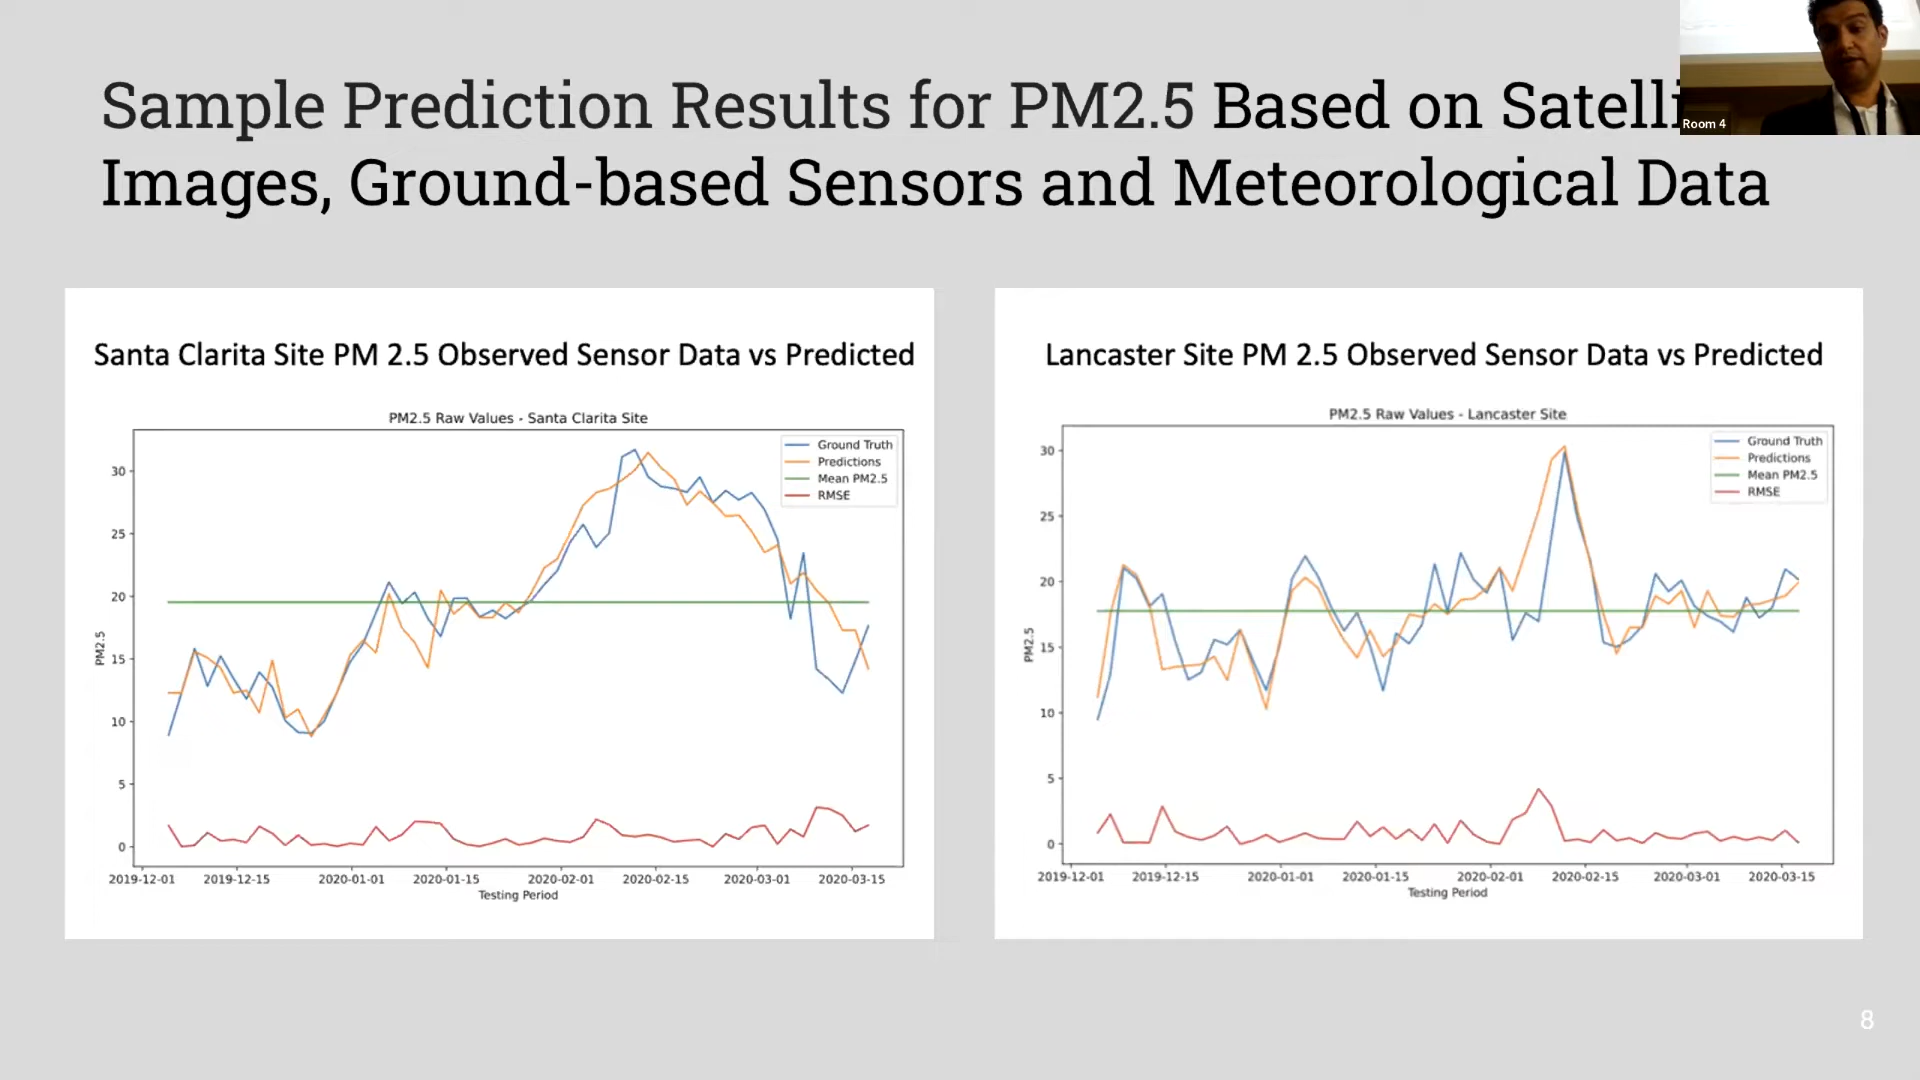 Sample Prediction Results for PM2.5 Based on
Images, Ground-based Sensors and Meteorological Data
Room 4
Santa Clarita Site PM 2.5 Observed Sensor Data vs Predicted
PM2.5 Raw Values - Santa Clarita Site
Ground Truth
Predictions
Mean PM2.5
RMSE
30
25
20
15
10
5
0
PM2.5
2019-12-01 2019-12-15 2020-01-01 2020-01-15 2020-02-01 2020-02-15 2020-03-01 2020-03-15
Testing Period
Lancaster Site PM 2.5 Observed Sensor Data vs Predicted
PM2.5 Raw Values - Lancaster Site
Ground Truth
Predictions
Mean PM2.5
RMSE
30
25
20
15
10
5
0
PM2.5
2019-12-01 2019-12-15 2020-01-01 2020-01-15 2020-02-01 2020-02-15 2020-03-01 2020-03-15
Testing Period
8